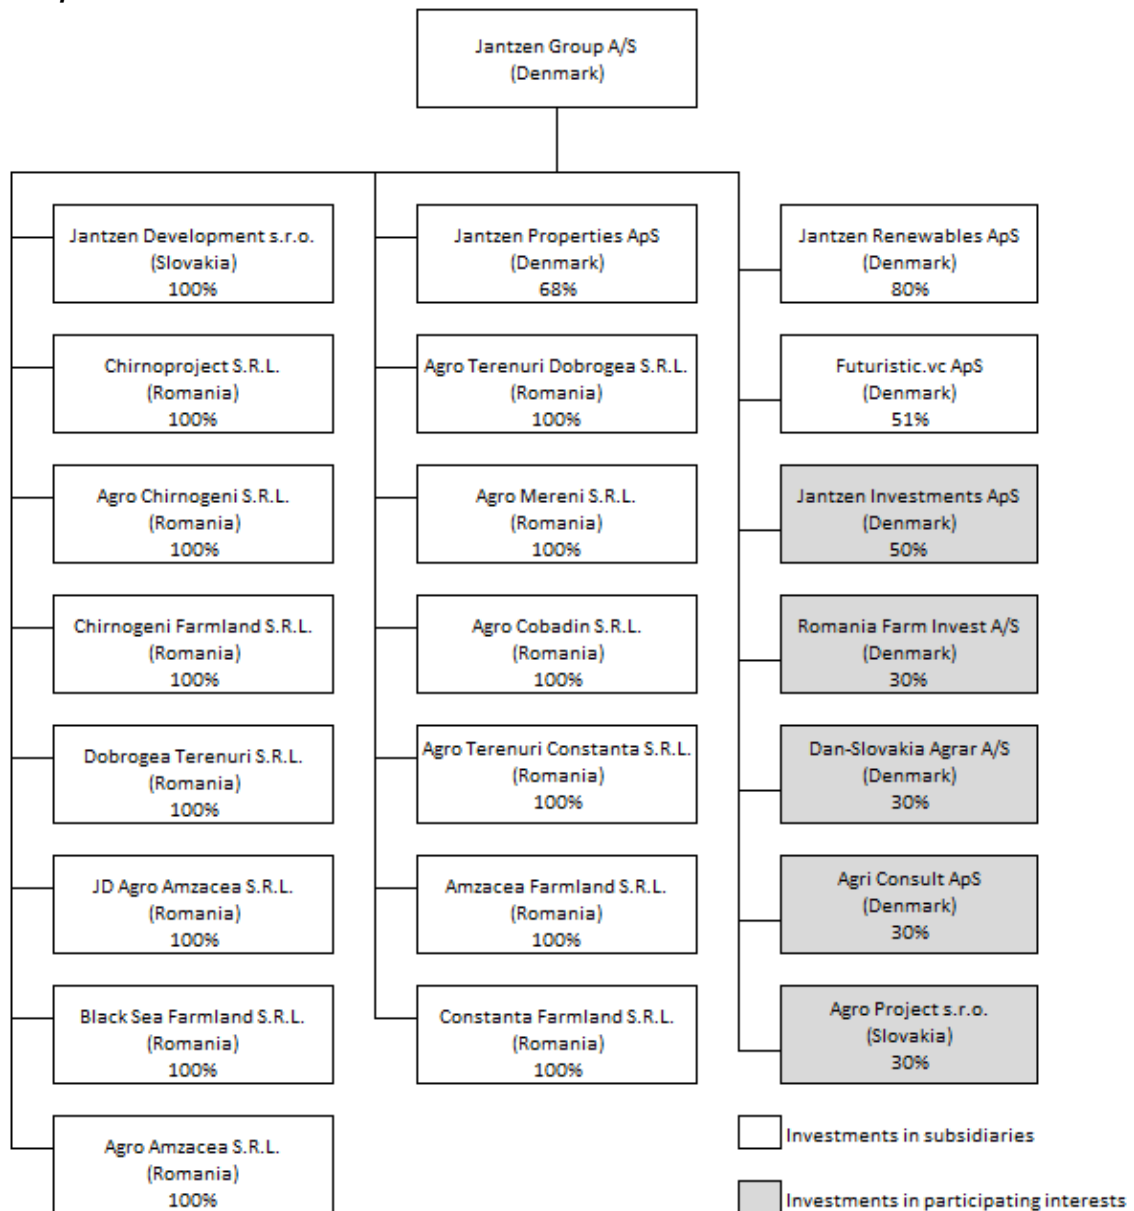 Jantzen Group A/S
(Denmark)
Jantzen Development s.r.o.
(Slovakia)
100%
Chirnoproject S.R.L.
(Romania)
100%
Agro Chirnogeni S.R.L.
(Romania)
100%
Chirnogeni Farmland S.R.L.
(Romania)
100%
Dobrogea Terenuri S.R.L.
(Romania)
100%
JD Agro Amzacea S.R.L.
(Romania)
100%
Black Sea Farmland S.R.L.
(Romania)
100%
Agro Amzacea S.R.L.
(Romania)
100%
Jantzen Properties ApS
(Denmark)
68%
Agro Terenuri Dobrogea S.R.L.
(Romania)
100%
Agro Mereni S.R.L.
(Romania)
100%
Agro Cobadin S.R.L.
(Romania)
100%
Agro Terenuri Constanta S.R.L.
(Romania)
100%
Amzacea Farmland S.R.L.
(Romania)
100%
Constanta Farmland S.R.L.
(Romania)
100%
Jantzen Renewables ApS
(Denmark)
80%
Futuristic.vc ApS
(Denmark)
51%
Jantzen Investments ApS
(Denmark)
50%
Romania Farm Invest A/S
(Denmark)
30%
Dan-Slovakia Agrar A/S
(Denmark)
30%
Agri Consult ApS
(Denmark)
30%
Agro Project s.r.o.
(Slovakia)
30%
Investments in subsidiaries
Investments in participating interests